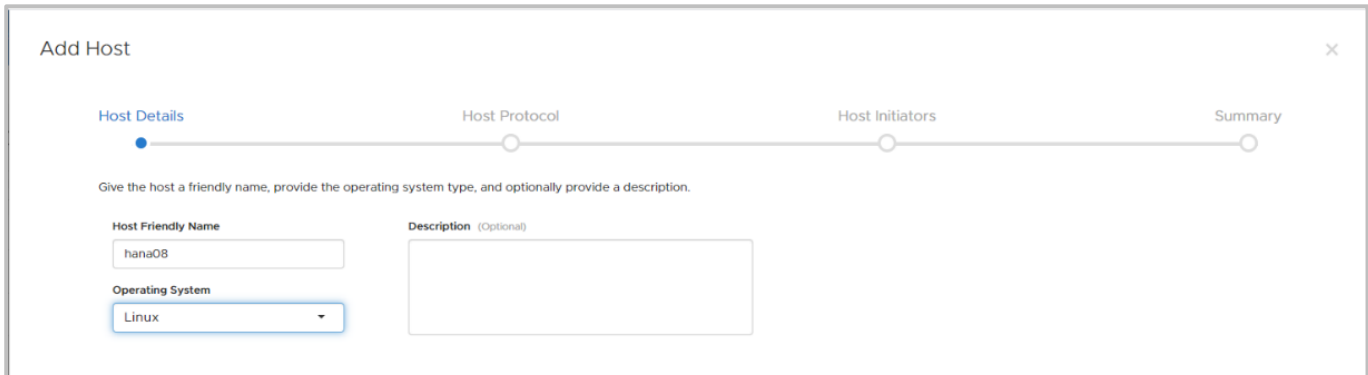 Add Host
×
Host Details Host Protocol Host Initiators Summary
Give the host a friendly name, provide the operating system type, and optionally provide a description.
Host Friendly Name Description (Optional)
hana08
Operating System
Linux